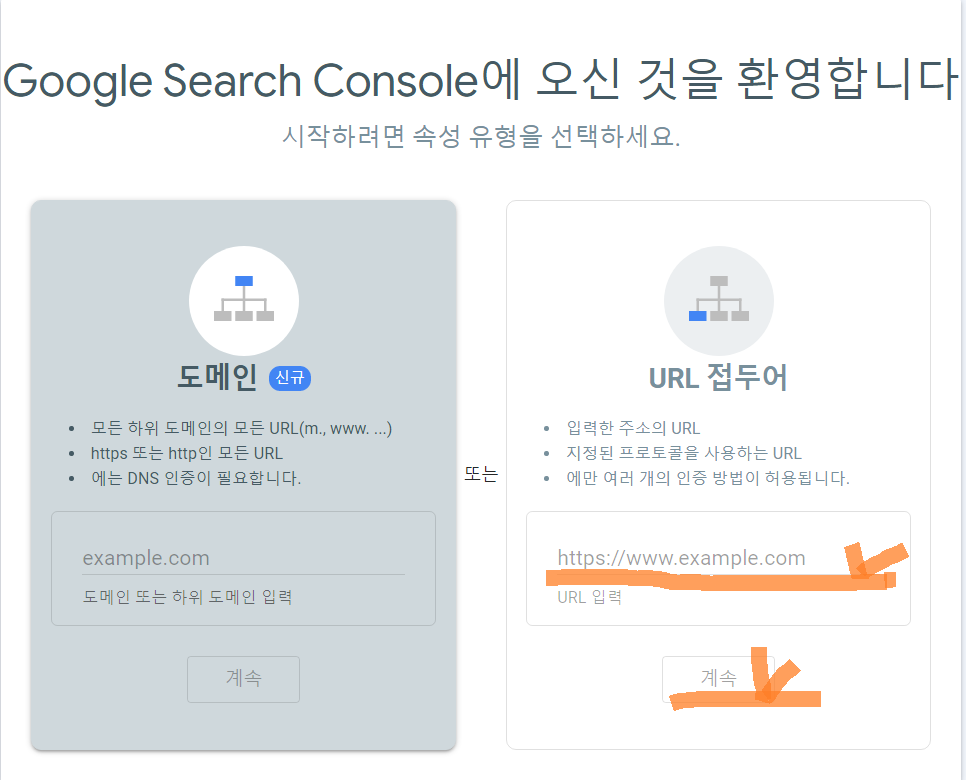 Google Search Console에 오신 것을 환영합니다
시작하려면 속성 유형을 선택하세요.
도메인 신규
모든 하위 도메인의 모든 URL(m., www. ...)
https 또는 http인 모든 URL
에는 DNS 인증이 필요합니다.
example.com
도메인 또는 하위 도메인 입력
계속
또는
URL 접두어
입력한 주소의 URL
지정된 프로토콜을 사용하는 URL
에만 여러 개의 인증 방법이 허용됩니다.
https://www.example.com
URL 입력
계속